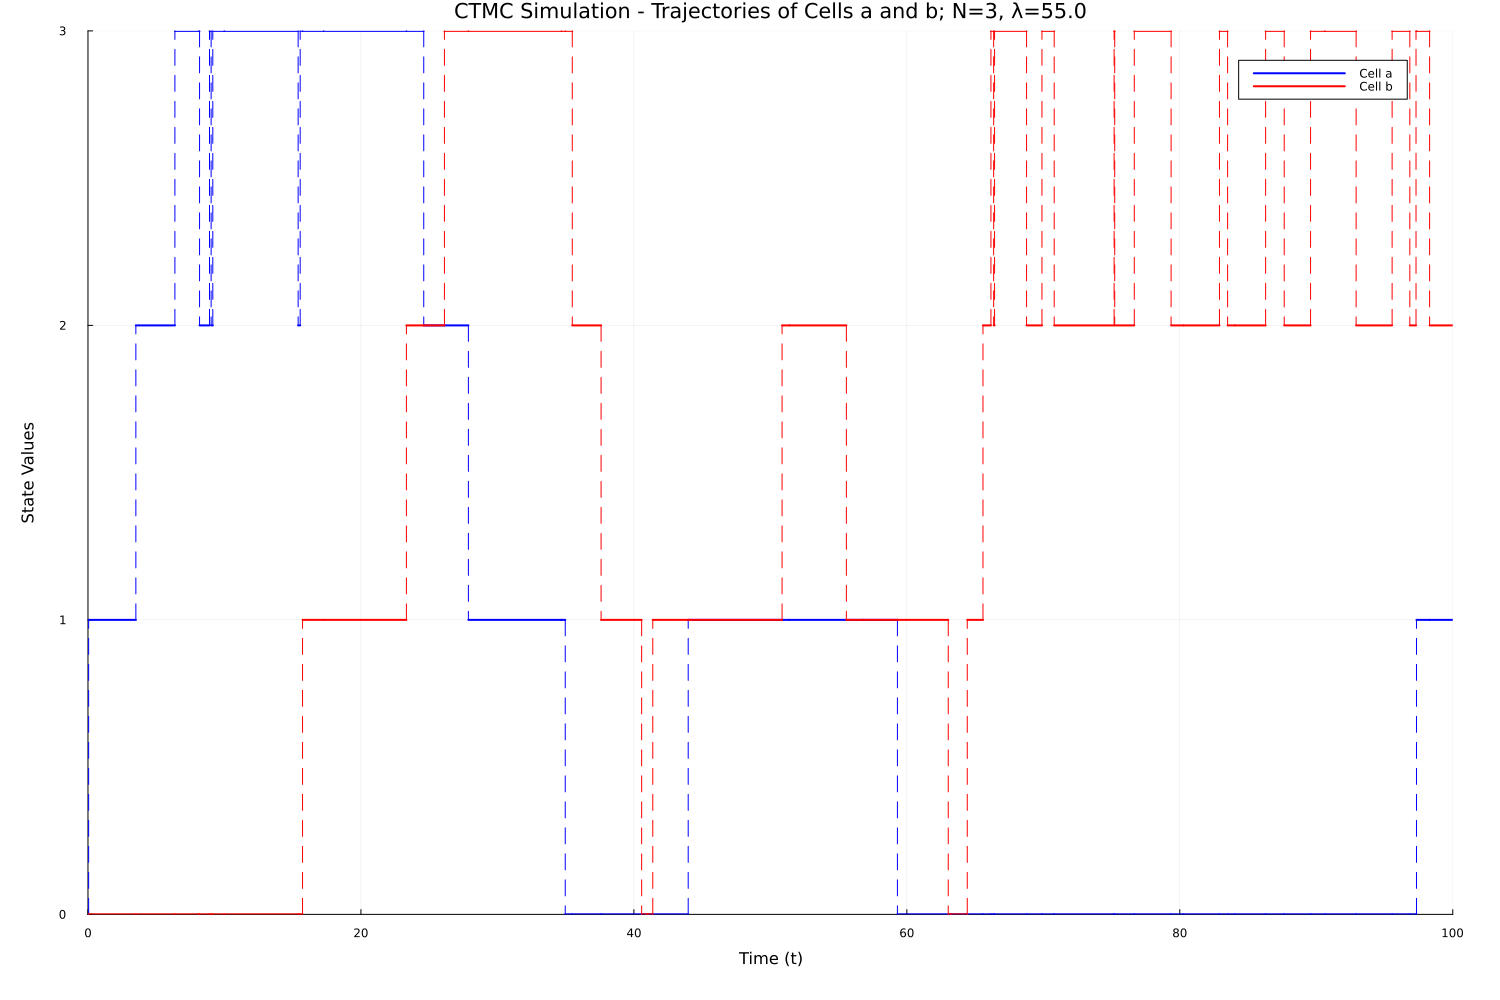 CTMC Simulation - Trajectories of Cells a and b; N=3, λ=55.0
3
Cell a
Cell b
2
State Values
1
0
0 20 40 60 80 100
Time (t)